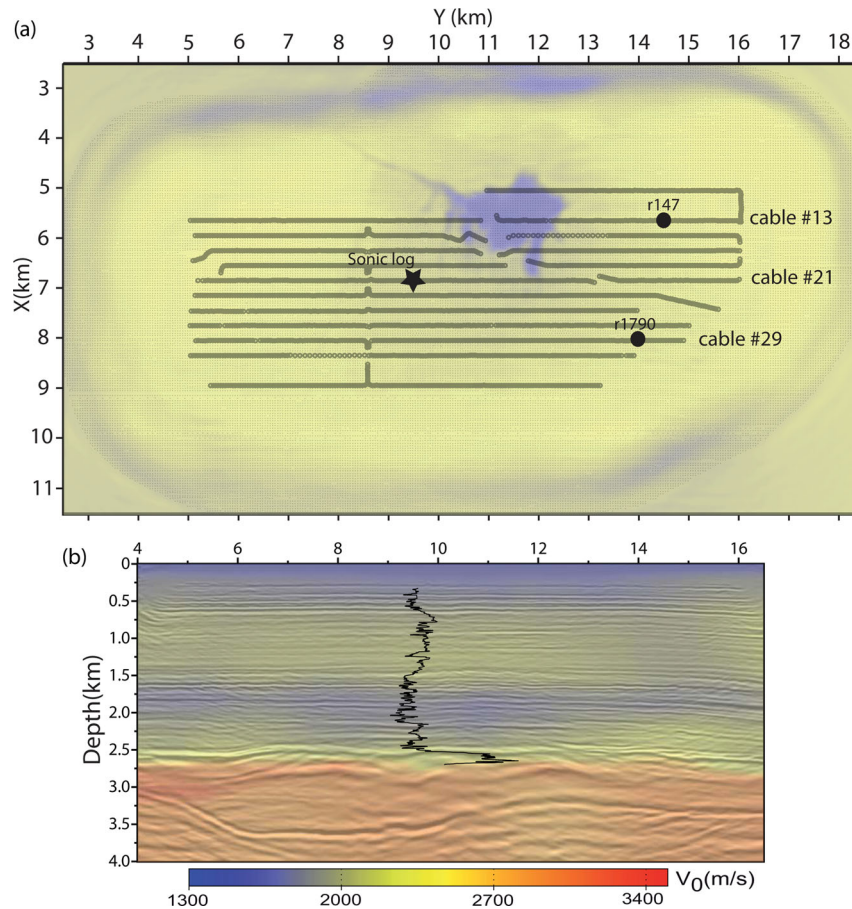 Y (km)
(a)
3 4 5 6 7 8 9 10 11 12 13 14 15 16 17 18
3
4
5
r147
cable #13
6
Sonic log
X(km)
7
cable #21
8
r1790
cable #29
9
10
11
(b)
4 6 8 10 12 14 16
0
0.5
1.0
1.5
Depth(km)
2.0
2.5
3.0
3.5
4.0
V0(m/s)
1300 2000 2700 3400